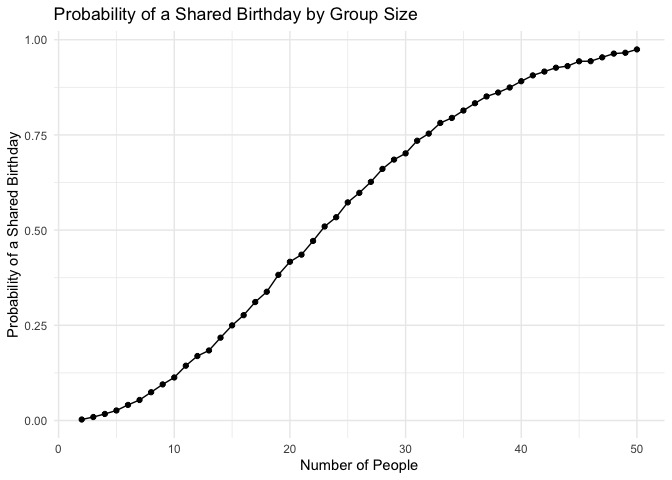 Probability of a Shared Birthday by Group Size
Probability of a Shared Birthday
1.00
0.75
0.50
0.25
0.00
0 10 20 30 40 50
Number of People